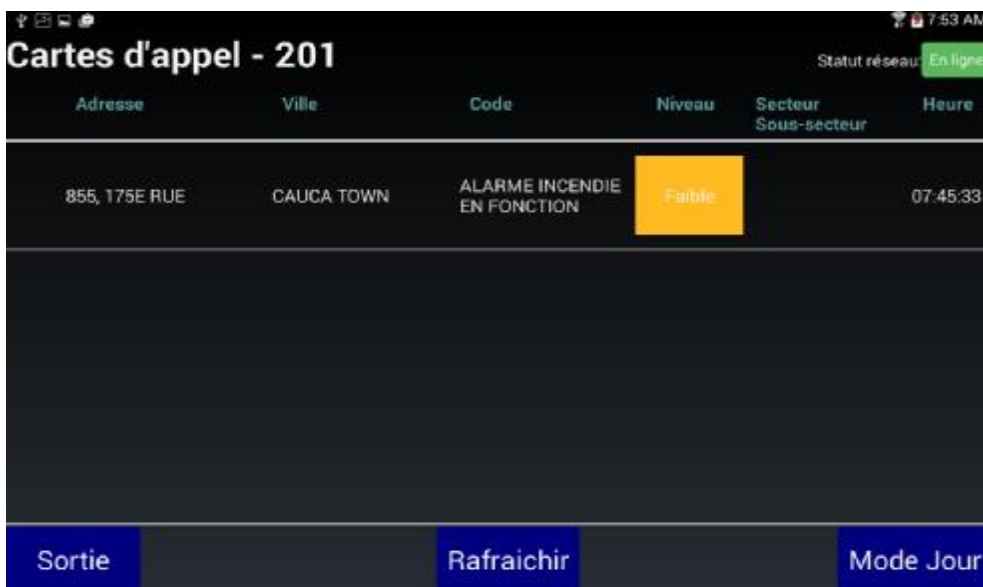 7:53 AM
Cartes d'appel - 201
Statut réseau: En ligne
Adresse Ville Code Niveau Secteur Heure
Sous-secteur
855, 175E RUE CAUCA TOWN ALARME INCENDIE Faible 07:45:33
EN FONCTION
Sortie Rafraichir Mode Jour